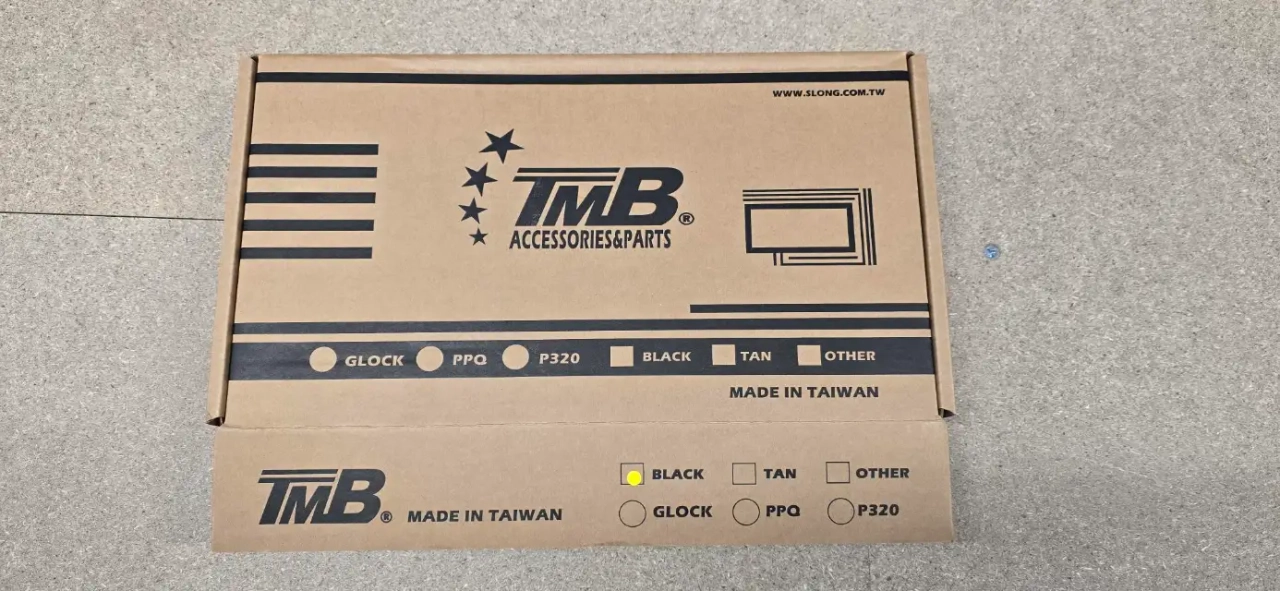 WWW.SLONG.COM.TW
TMB®
ACCESSORIES&PARTS
GLOCK PPQ P320 BLACK TAN OTHER
MADE IN TAIWAN
TMB® MADE IN TAIWAN
BLACK TAN OTHER
GLOCK PPQ P320